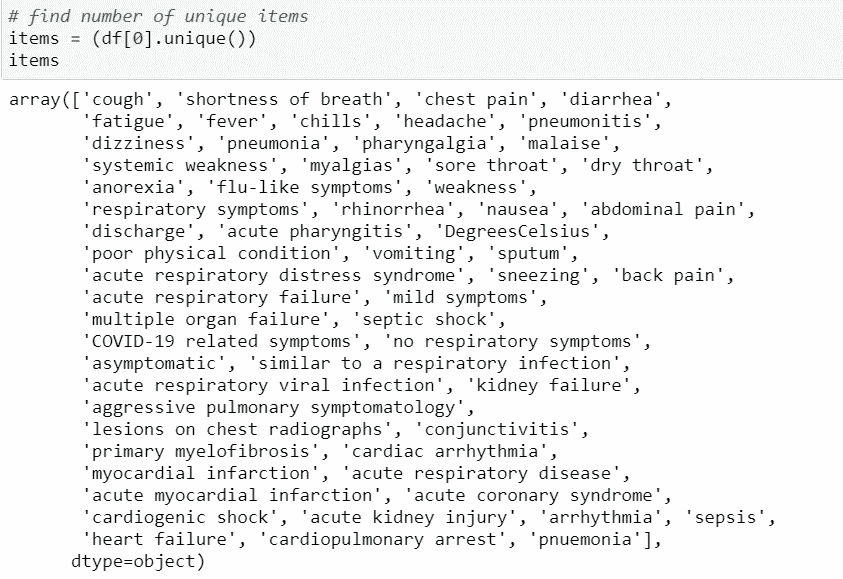 # find number of unique items
items = (df[0].unique())
items
array(['cough', 'shortness of breath', 'chest pain', 'diarrhea',
'fatigue', 'fever', 'chills', 'headache', 'pneumonitis',
'dizziness', 'pneumonia', 'pharyngalgia', 'malaise',
'systemic weakness', 'myalgias', 'sore throat', 'dry throat',
'anorexia', 'flu-like symptoms', 'weakness',
'respiratory symptoms', 'rhinorrhea', 'nausea', 'abdominal pain',
'discharge', 'acute pharyngitis', 'DegreesCelsius',
'poor physical condition', 'vomiting', 'sputum',
'acute respiratory distress syndrome', 'sneezing', 'back pain',
'acute respiratory failure', 'mild symptoms',
'multiple organ failure', 'septic shock',
'COVID-19 related symptoms', 'no respiratory symptoms',
'asymptomatic', 'similar to a respiratory infection',
'acute respiratory viral infection', 'kidney failure',
'aggressive pulmonary symptomatology',
'lesions on chest radiographs', 'conjunctivitis',
'primary myelofibrosis', 'cardiac arrhythmia',
'myocardial infarction', 'acute respiratory disease',
'acute myocardial infarction', 'acute coronary syndrome',
'cardiogenic shock', 'acute kidney injury', 'arrhythmia', 'sepsis',
'heart failure', 'cardiopulmonary arrest', 'pnuemonia'],
dtype=object)